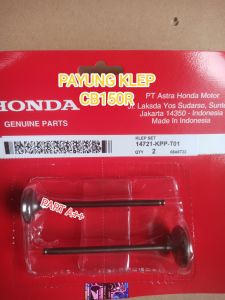 PAYUNG KLEP
CB150R
HONDA
GENUINE PARTS
PT Astra Honda Motor
Jl. Laksda Yos Sudarso, Sunte
Jakarta 14350 - Indonesia
Made in Indonesia
KLEP SET
14721-KPP-T01
QTY 2
PART A++